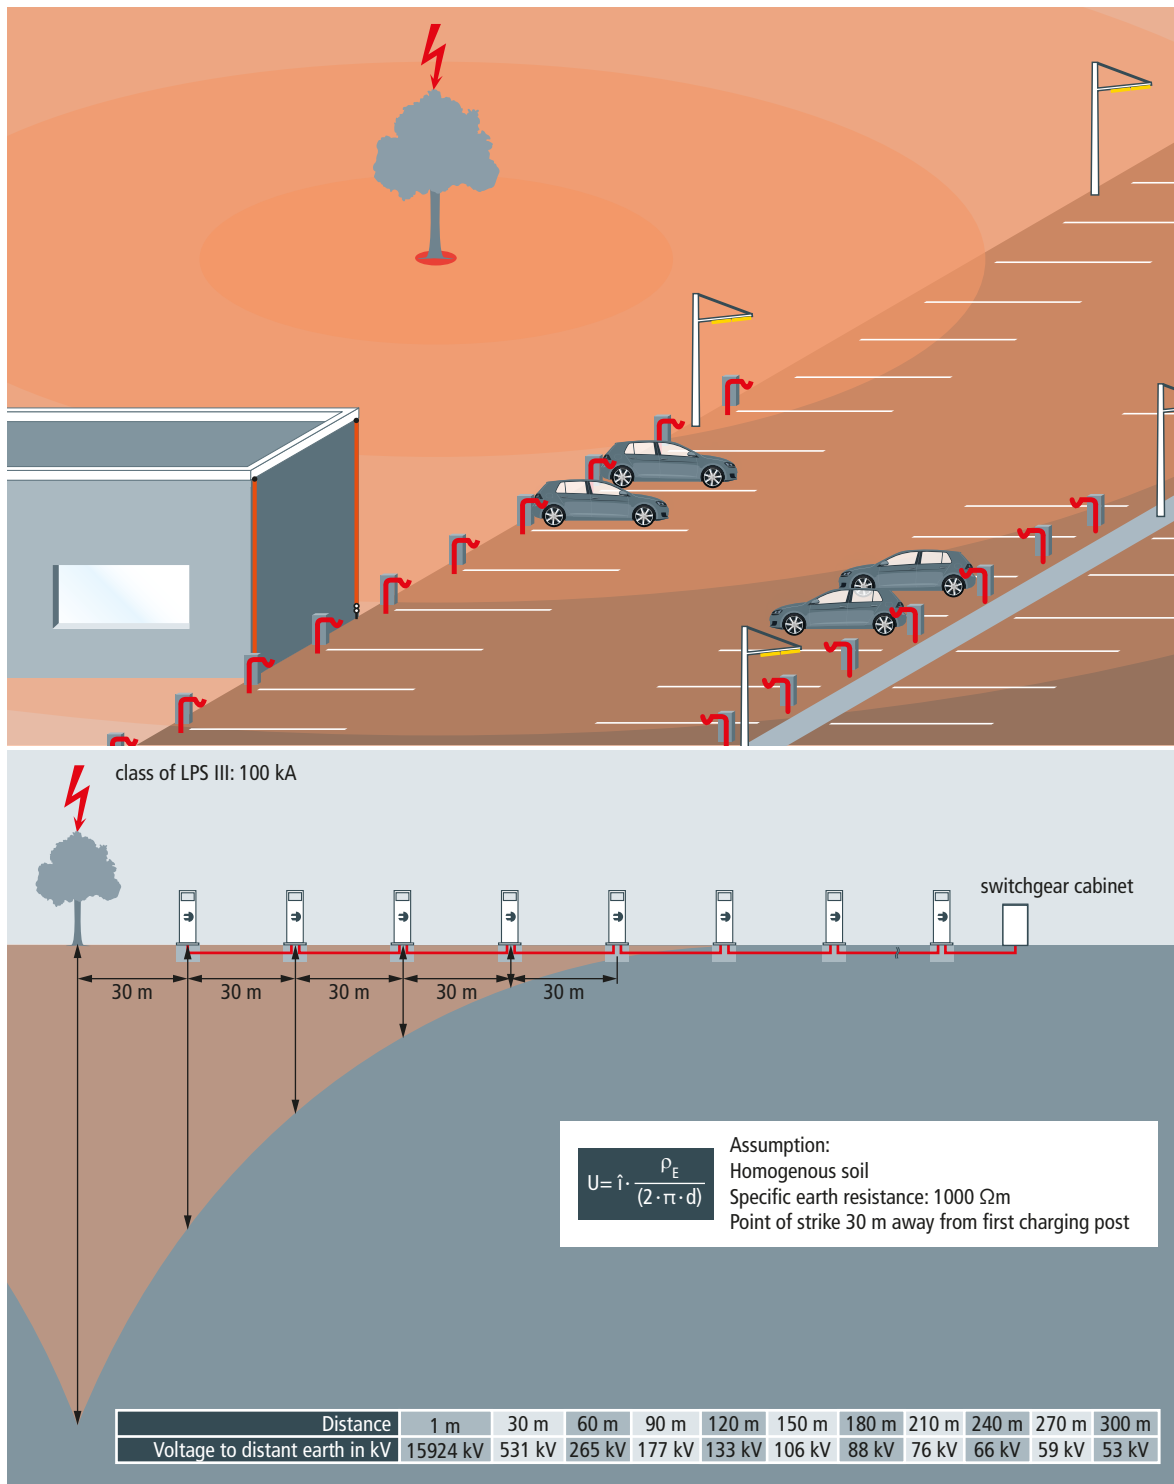 class of LPS III: 100 kA
switchgear cabinet
30 m 30 m 30 m 30 m 30 m
U= î · ρE / (2 · π · d)
Assumption:
Homogenous soil
Specific earth resistance: 1000 Ωm
Point of strike 30 m away from first charging post
Distance 1 m 30 m 60 m 90 m 120 m 150 m 180 m 210 m 240 m 270 m 300 m
Voltage to distant earth in kV 15924 kV 531 kV 265 kV 177 kV 133 kV 106 kV 88 kV 76 kV 66 kV 59 kV 53 kV